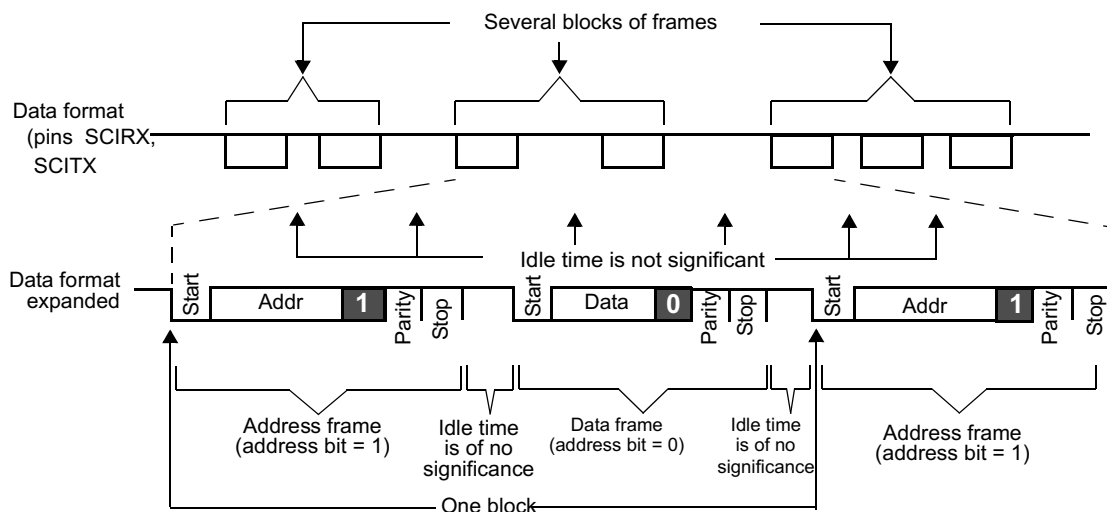 Several blocks of frames
Data format
(pins SCIRX,
SCITX
Idle time is not significant
Data format
expanded
Start
Addr
1
Parity
Stop
Start
Data
0
Parity
Stop
Start
Addr
1
Parity
Stop
Address frame
(address bit = 1)
Idle time
is of no
significance
Data frame
(address bit = 0)
Idle time
is of no
significance
Address frame
(address bit = 1)
One block